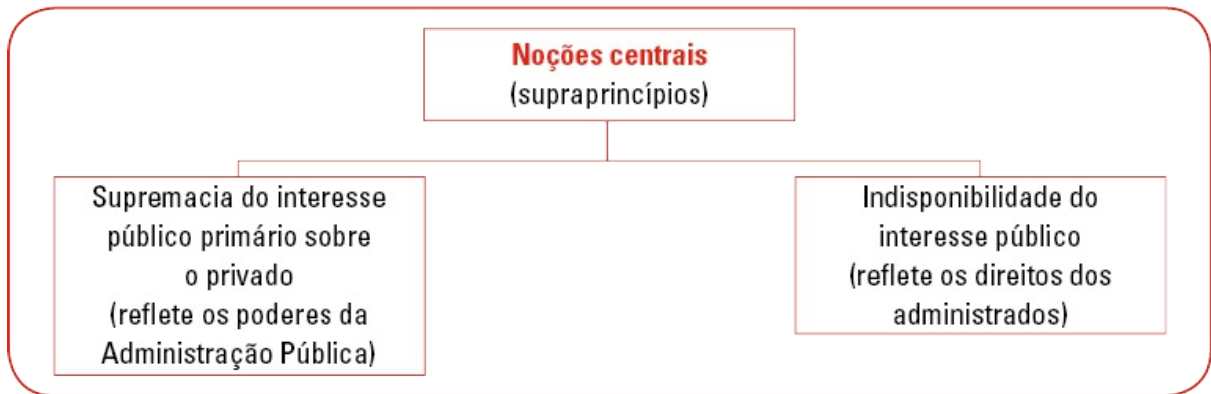 Noções centrais
(supraprincípios)
Supremacia do interesse
público primário sobre
o privado
(reflete os poderes da
Administração Pública)
Indisponibilidade do
interesse público
(reflete os direitos dos
administrados)